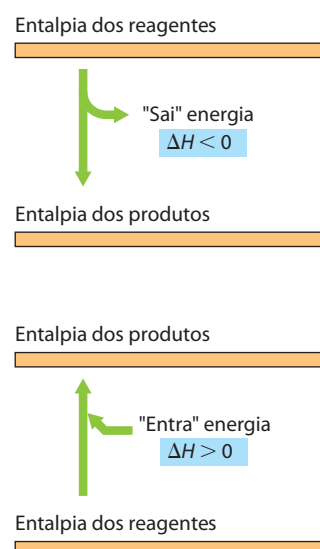 Entalpia dos reagentes
"Sai" energia
ΔH < 0
Entalpia dos produtos
Entalpia dos produtos
"Entra" energia
ΔH > 0
Entalpia dos reagentes